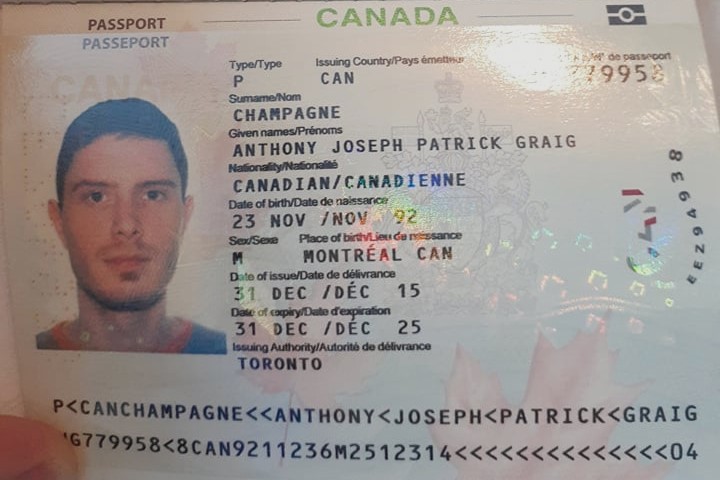 PASSPORT
PASSEPORT
CANADA
Type/Type Issuing Country/Pays émetteur
P CAN
N° de passeport
79958
Surname/Nom
CHAMPAGNE
Given names/Prénoms
ANTHONY JOSEPH PATRICK GRAIG
Nationality/Nationalité
CANADIAN/CANADIENNE
Date of birth/Date de naissance
23 NOV /NOV 92
Sex/Sexe Place of birth/Lieu de naissance
M MONTRÉAL CAN
Date of issue/Date de délivrance
31 DEC /DÉC 15
Date of expiry/Date d'expiration
31 DEC /DÉC 25
Issuing Authority/Autorité de délivrance
TORONTO
P<CANCHAMPAGNE<<ANTHONY<JOSEPH<PATRICK<GRAIG
G779958<8CAN9211236M2512314<<<<<<<<<<<<<<<04